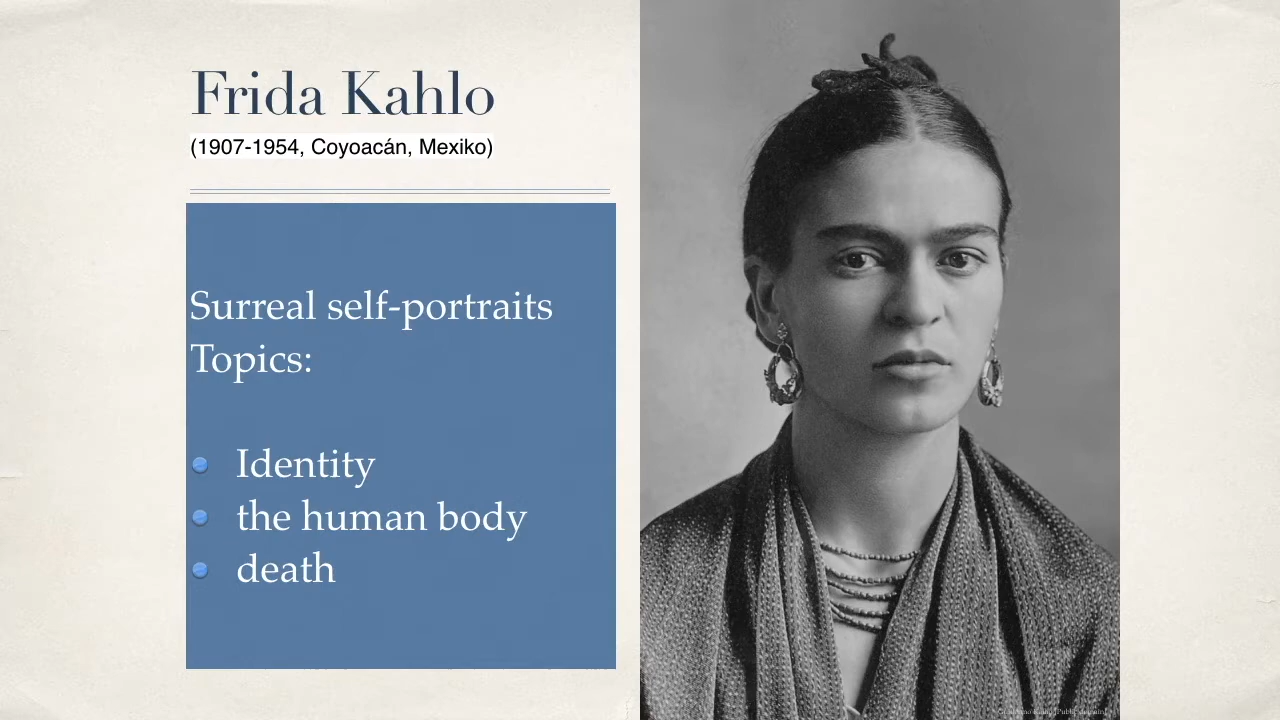 Frida Kahlo
(1907-1954, Coyoacán, Mexiko)
Surreal self-portraits
Topics:
Identity
the human body
death